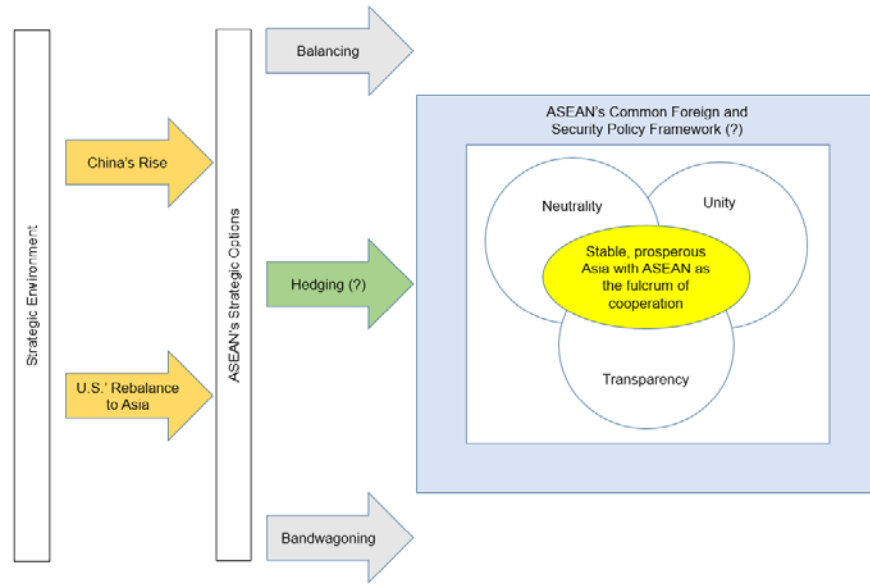 Strategic Environment
China's Rise
U.S.' Rebalance
to Asia
ASEAN's Strategic Options
Balancing
Hedging (?)
Bandwagoning
ASEAN's Common Foreign and
Security Policy Framework (?)
Neutrality
Unity
Stable, prosperous
Asia with ASEAN as
the fulcrum of
cooperation
Transparency